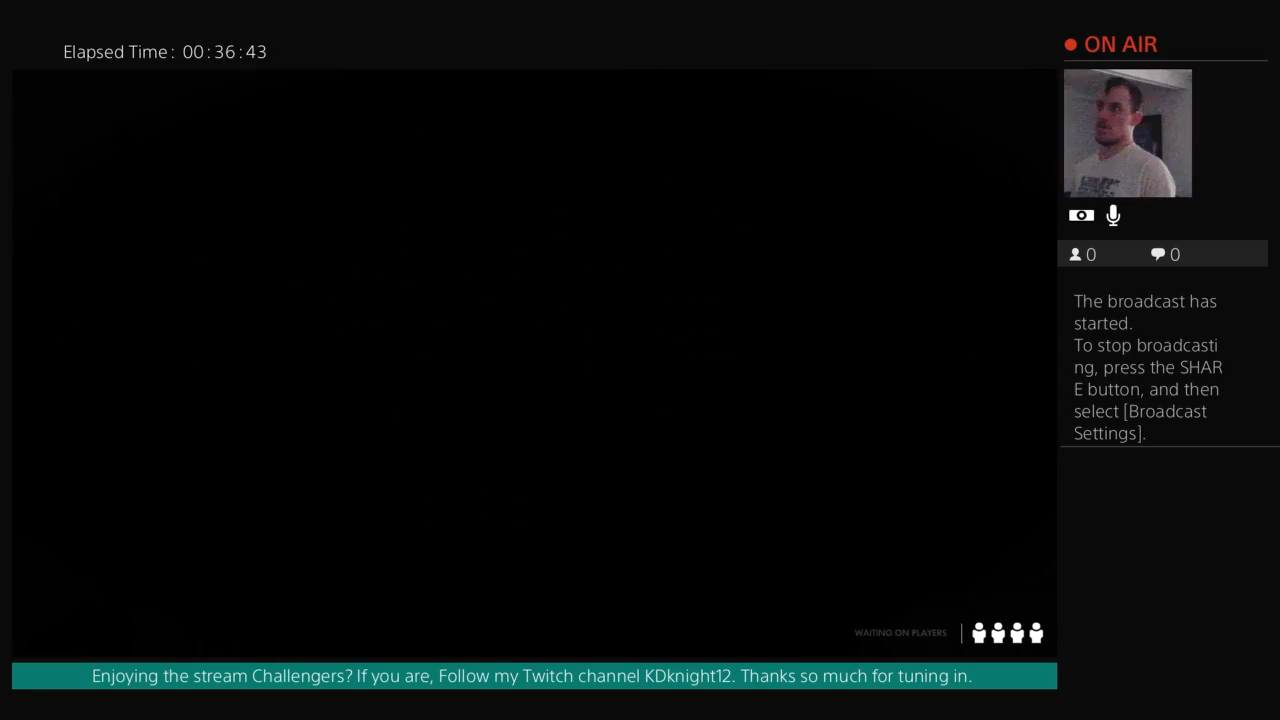 Elapsed Time: 00:36:43
ON AIR
0 0
The broadcast has
started.
To stop broadcasti
ng, press the SHAR
E button, and then
select [Broadcast
Settings].
WAITING ON PLAYERS
Enjoying the stream Challengers? If you are, Follow my Twitch channel KDknight12. Thanks so much for tuning in.